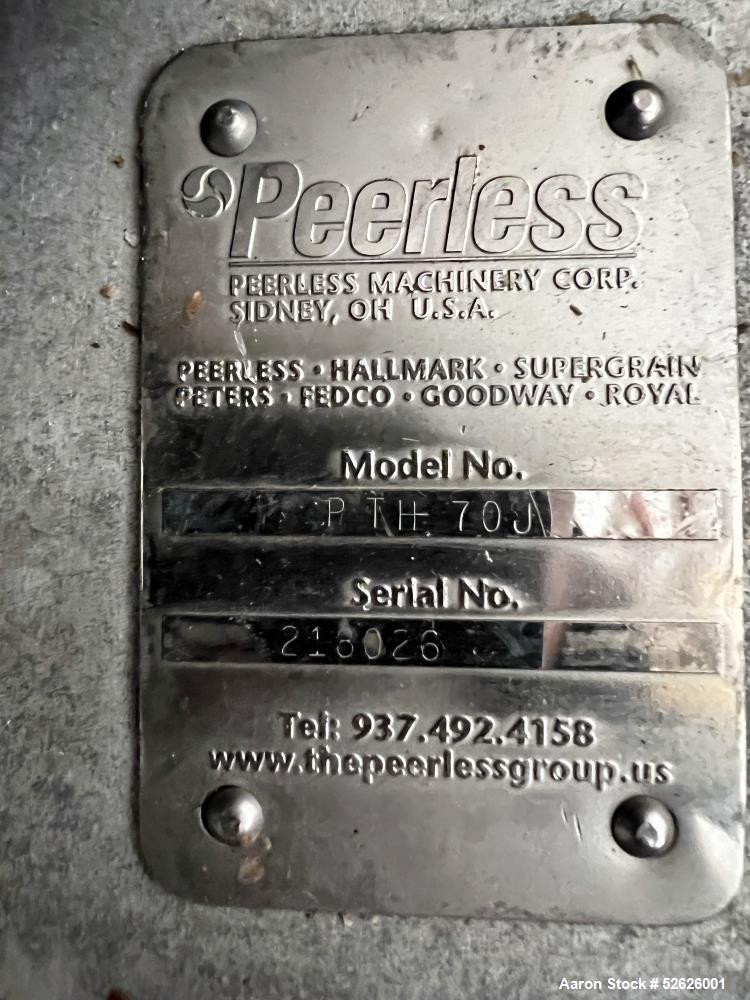 Peerless
PEERLESS MACHINERY CORP.
SIDNEY, OH U.S.A.
PEERLESS • HALLMARK • SUPERGRAIN
PETERS • FEDCO • GOODWAY • ROYAL
Model No.
PTH 70J
Serial No.
Tel: 937.492.4158
www.thepeerlessgroup.us
Aaron Stock # 52626001